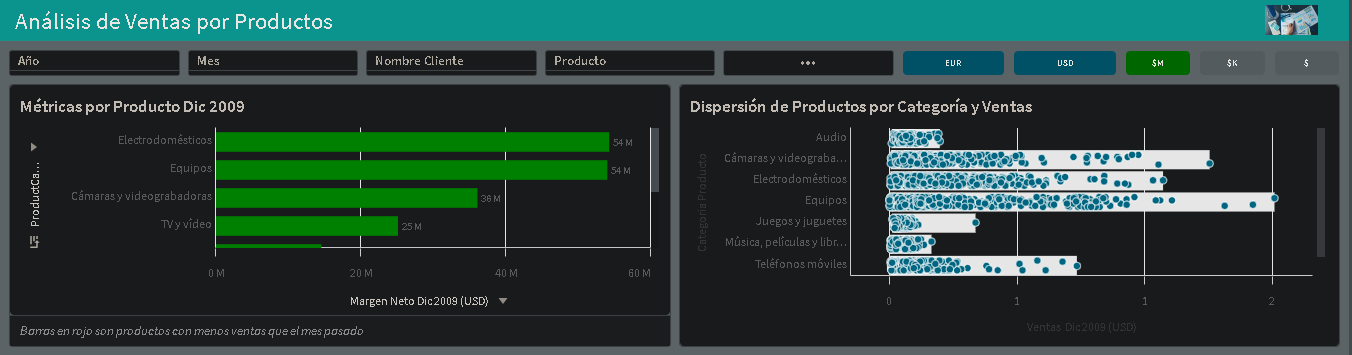 Análisis de Ventas por Productos
Año
Mes
Nombre Cliente
Producto
•••
EUR
USD
$M
$K
$
Métricas por Producto Dic 2009
ProductCa...
Electrodomésticos
54 M
Equipos
54 M
Cámaras y videograbadoras
36 M
TV y vídeo
25 M
0 M
20 M
40 M
60 M
Margen Neto Dic2009 (USD)
Barras en rojo son productos con menos ventas que el mes pasado
Dispersión de Productos por Categoría y Ventas
Categoria Producto
Audio
Cámaras y videograba...
Electrodomésticos
Equipos
Juegos y juguetes
Música, películas y libr...
Teléfonos móviles
0
1
1
2
Ventas Dic2009 (USD)